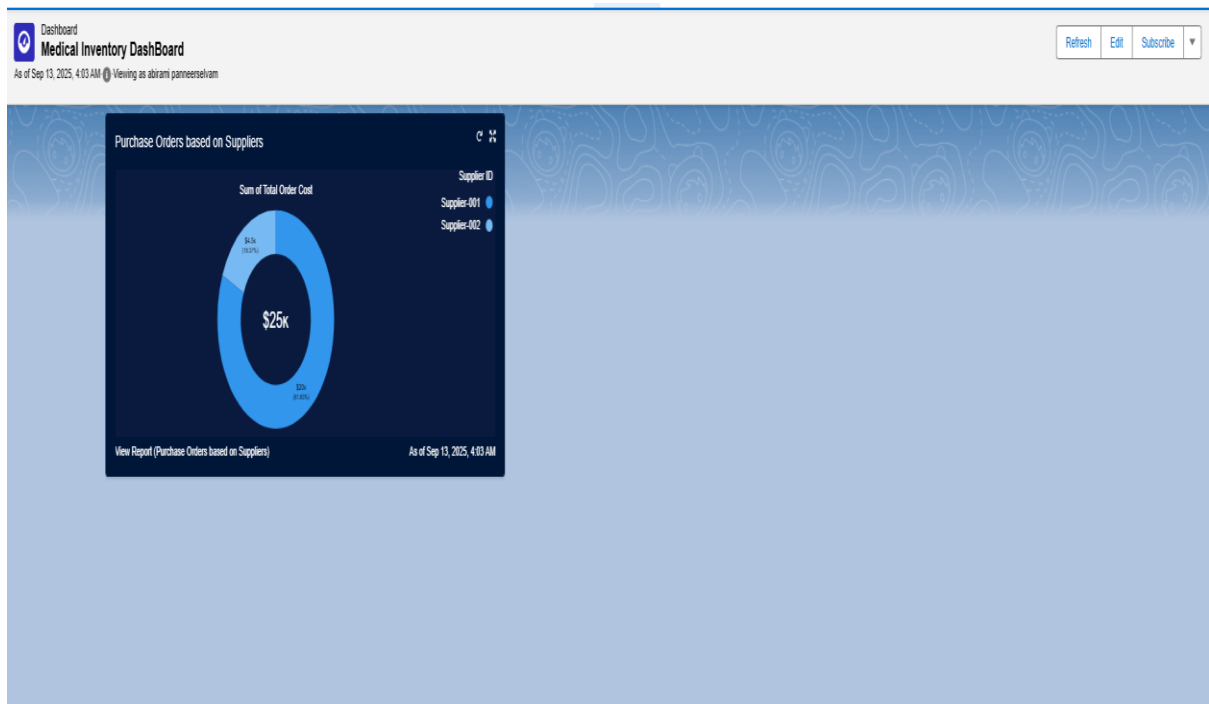 Dashboard
Medical Inventory DashBoard
As of Sep 13, 2025, 4:03 AM Viewing as abirami panneerselvam
Refresh
Edit
Subscribe
Purchase Orders based on Suppliers
Supplier ID
Sum of Total Order Cost
Supplier-001
Supplier-002
$25K
$20k
View Report (Purchase Orders based on Suppliers)
As of Sep 13, 2025, 4:03 AM